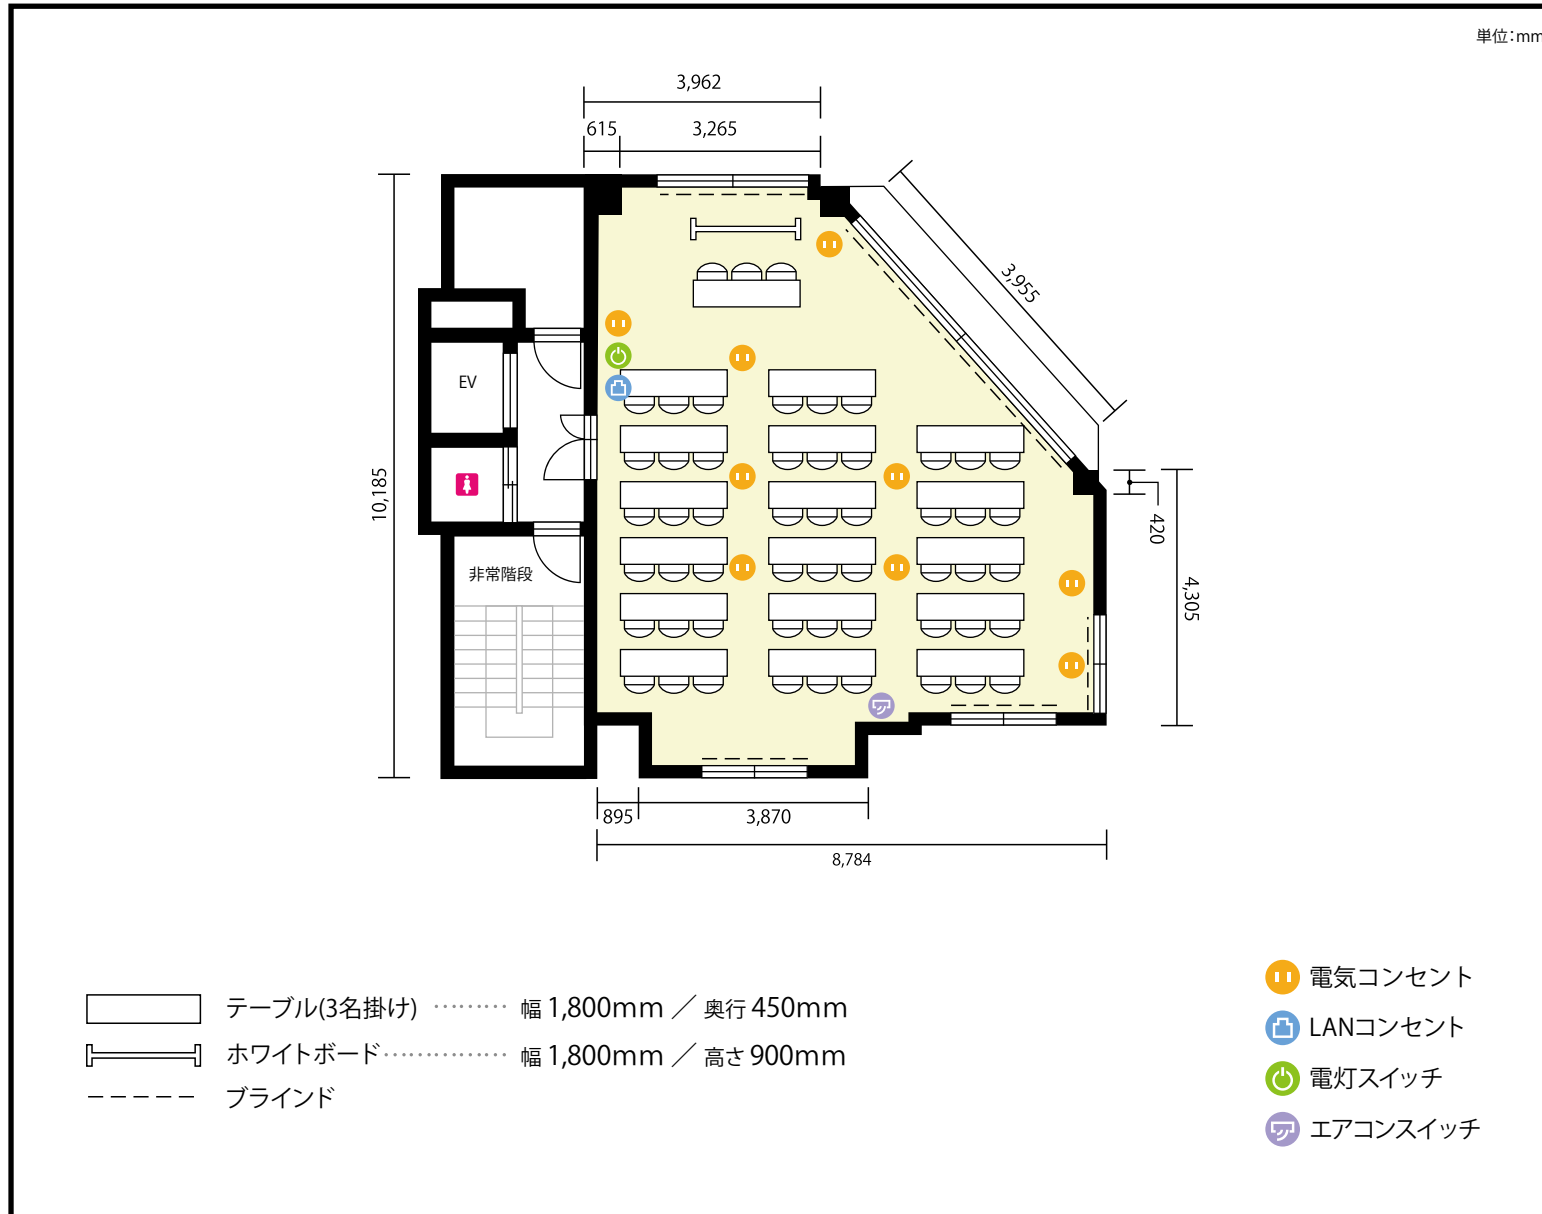 単位:mm
3,962
615
3,265
3,955
EV
10,185
420
非常階段
4,305
895
3,870
8,784
テーブル(3名掛け) ········· 幅 1,800mm ／ 奥行 450mm
ホワイトボード ··············· 幅 1,800mm ／ 高さ 900mm
ブラインド
電気コンセント
LANコンセント
電灯スイッチ
エアコンスイッチ